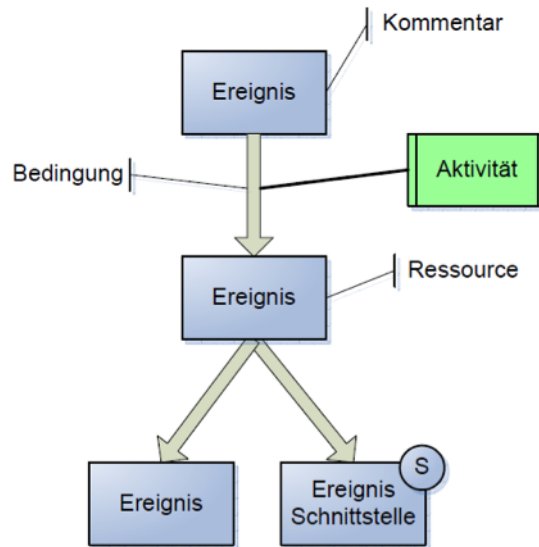 Kommentar
Ereignis
Bedingung
Aktivität
Ereignis
Ressource
Ereignis
S
Ereignis
Schnittstelle